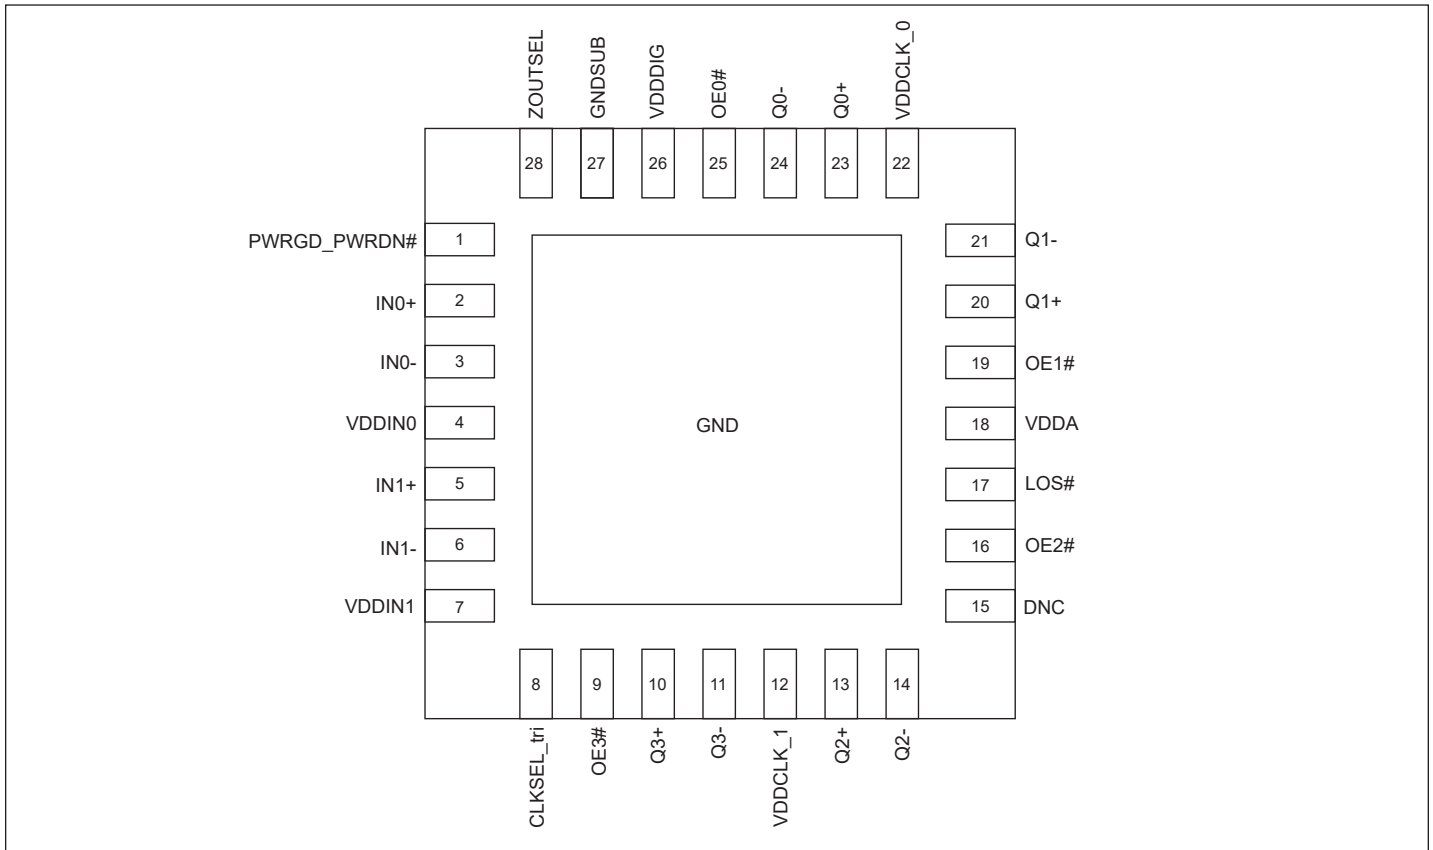 ZOUTSEL
GNDSUB
VDDDIG
OE0#
Q0-
Q0+
VDDCLK_0
28
27
26
25
24
23
22
PWRGD_PWRDN#
1
21
Q1-
IN0+
2
20
Q1+
IN0-
3
19
OE1#
VDDIN0
4
GND
18
VDDA
IN1+
5
17
LOS#
IN1-
6
16
OE2#
VDDIN1
7
15
DNC
8
9
10
11
12
13
14
CLKSEL_tri
OE3#
Q3+
Q3-
VDDCLK_1
Q2+
Q2-